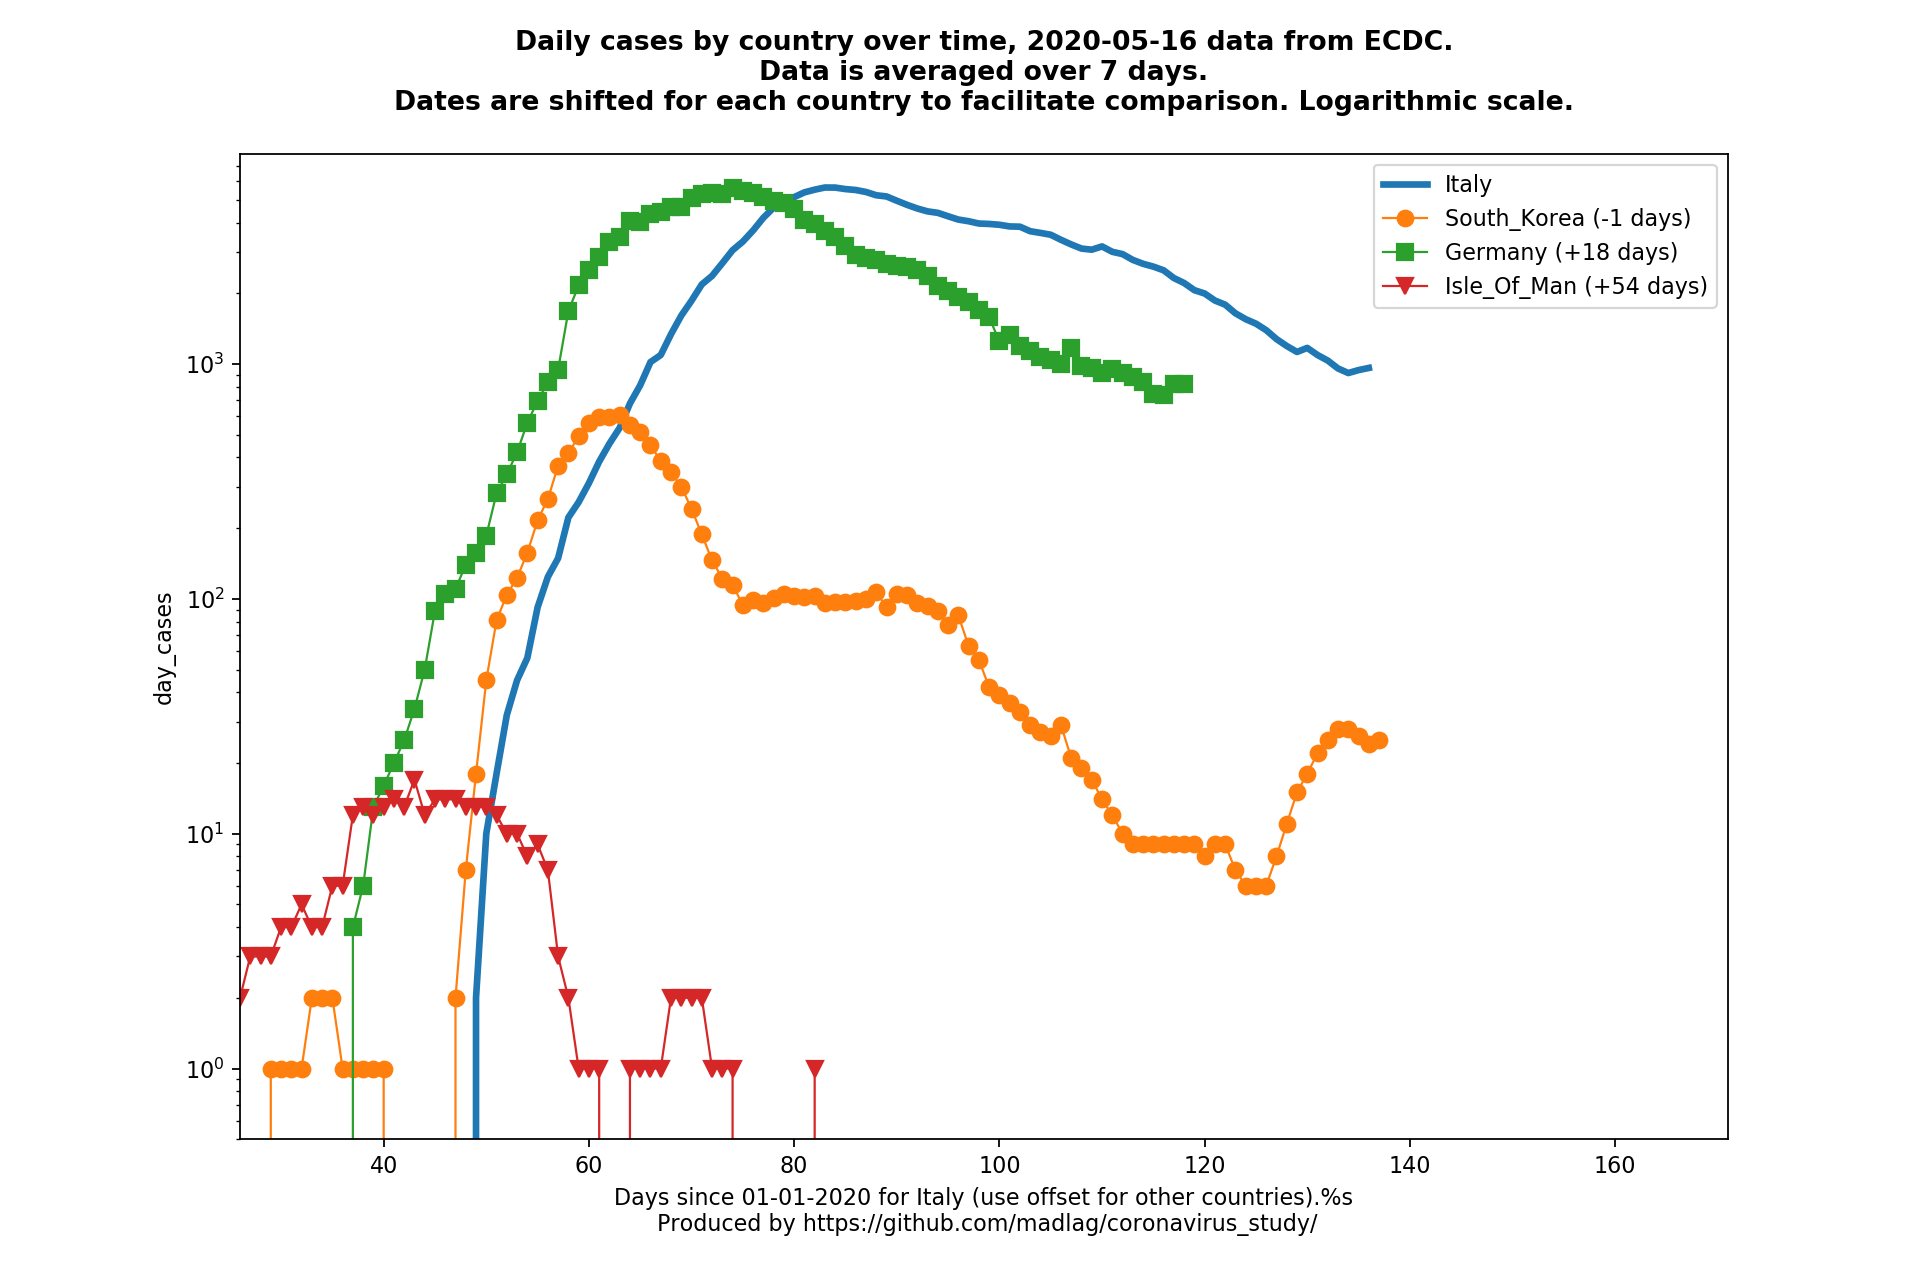 Daily cases by country over time, 2020-05-16 data from ECDC.
Data is averaged over 7 days.
Dates are shifted for each country to facilitate comparison. Logarithmic scale.
Italy
South_Korea (-1 days)
Germany (+18 days)
Isle_Of_Man (+54 days)
10³
10²
10¹
10⁰
day_cases
40 60 80 100 120 140 160
Days since 01-01-2020 for Italy (use offset for other countries).%s
Produced by https://github.com/madlag/coronavirus_study/